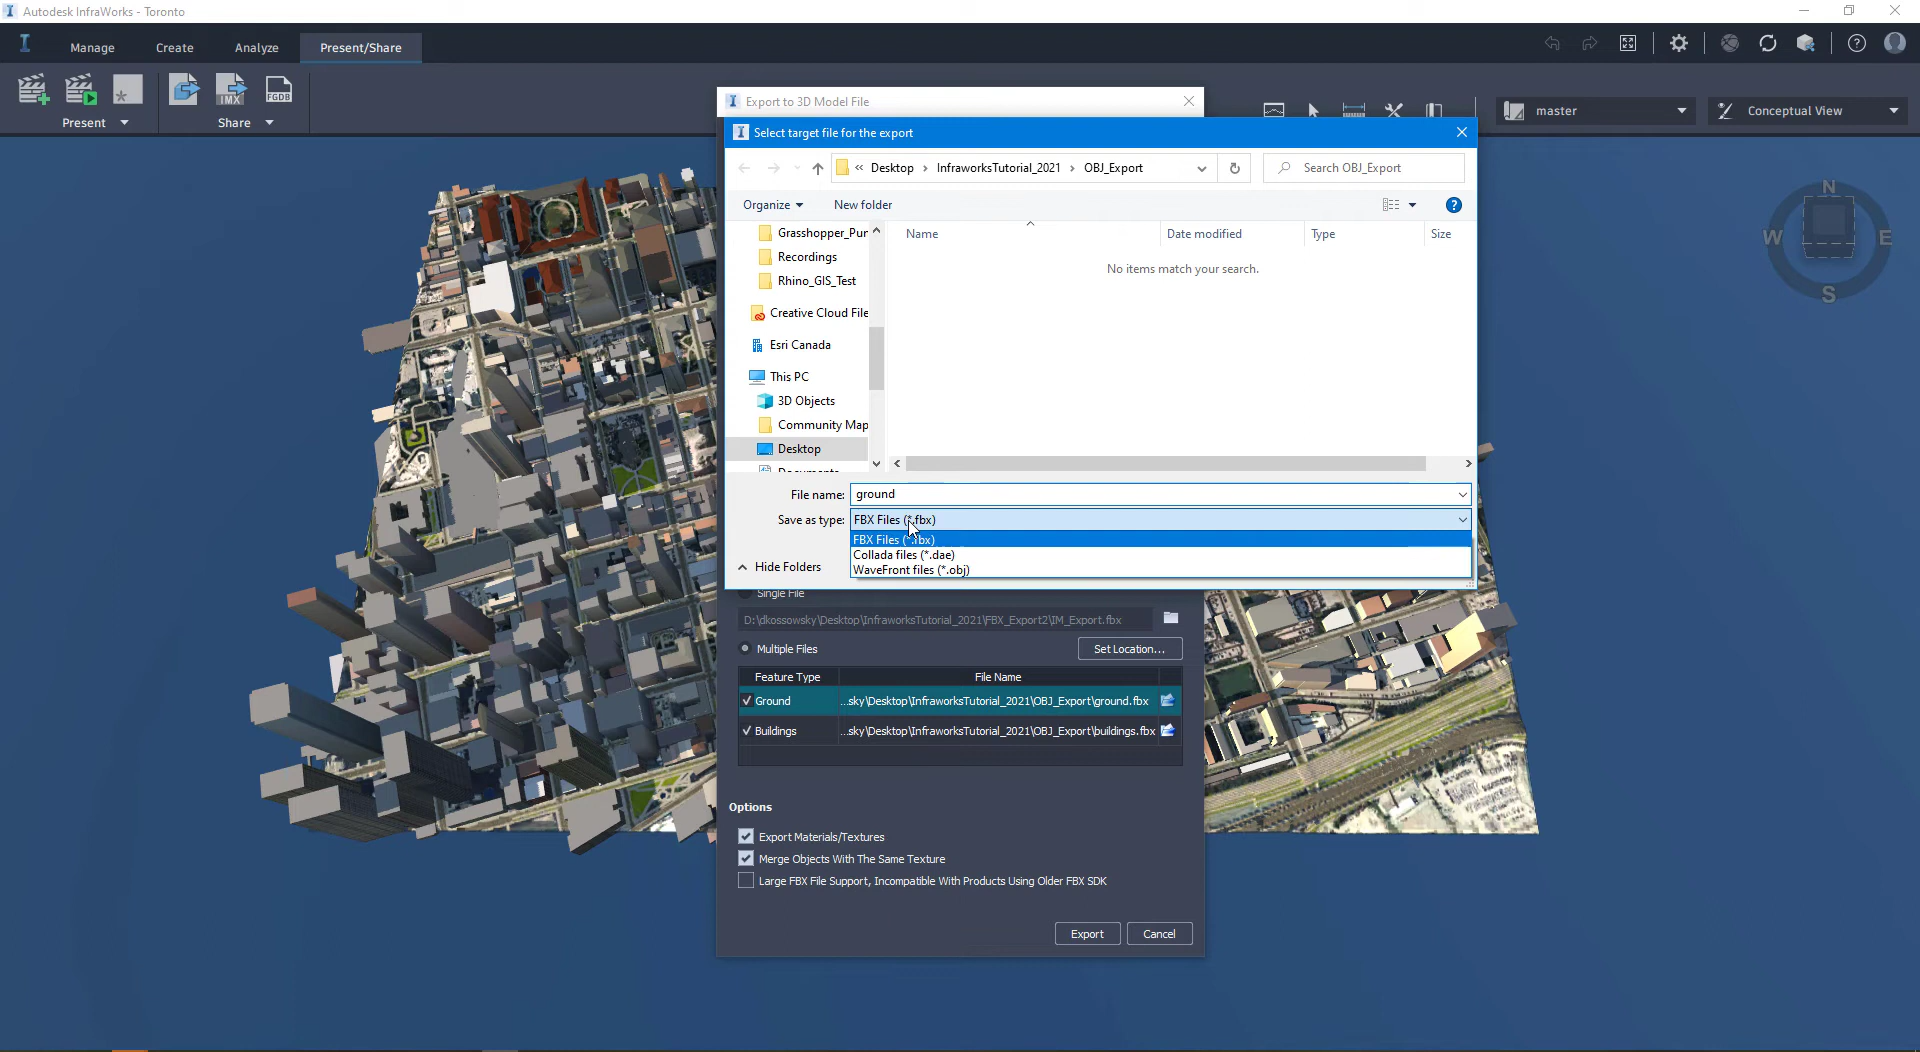 Autodesk InfraWorks - Toronto
Manage
Create
Analyze
Present/Share
IMX
FGDB
Present
Share
master
Conceptual View
N
W
E
S
Export to 3D Model File
Select target file for the export
« Desktop › InfraworksTutorial_2021 › OBJ_Export
Search OBJ_Export
Organize
New folder
Name
Date modified
Type
Size
No items match your search.
Grasshopper_Pur
Recordings
Rhino_GIS_Test
Creative Cloud File
Esri Canada
This PC
3D Objects
Community Map
Desktop
File name: ground
Save as type: FBX Files (*.fbx)
FBX Files (*.fbx)
Collada files (*.dae)
WaveFront files (*.obj)
Hide Folders
Single File
D:\dkossowsky\Desktop\InfraworksTutorial_2021\FBX_Export2\IM_Export.fbx
Multiple Files
Set Location...
Feature Type
File Name
Ground
...sky\Desktop\InfraworksTutorial_2021\OBJ_Export\ground.fbx
Buildings
...sky\Desktop\InfraworksTutorial_2021\OBJ_Export\buildings.fbx
Options
Export Materials/Textures
Merge Objects With The Same Texture
Large FBX File Support, Incompatible With Products Using Older FBX SDK
Export
Cancel